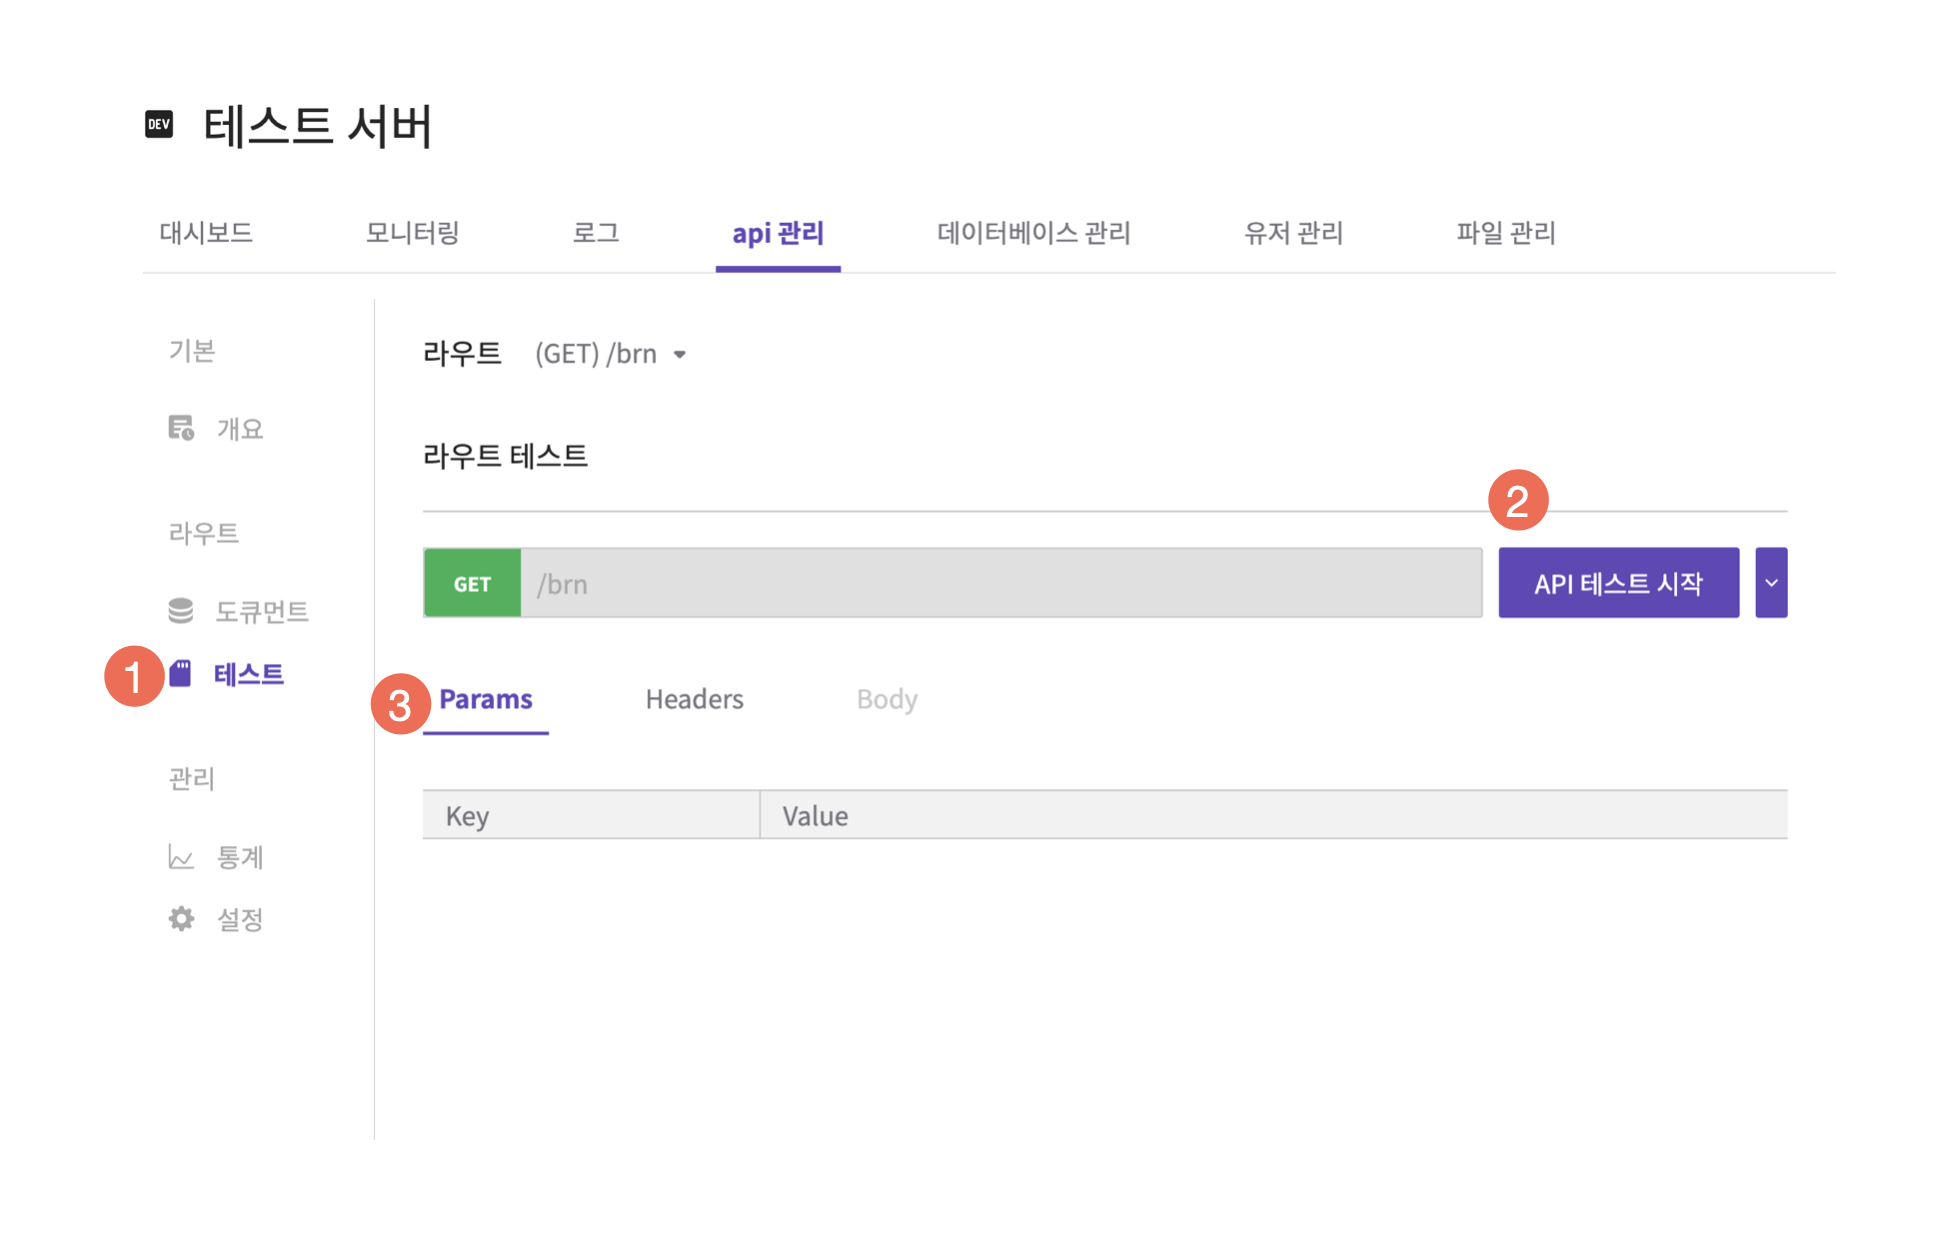 DEV 테스트 서버
대시보드 모니터링 로그 api 관리 데이터베이스 관리 유저 관리 파일 관리
기본
개요
라우트
도큐먼트
1 테스트
관리
통계
설정
라우트 (GET) /brn
라우트 테스트
2
GET /brn API 테스트 시작
3 Params Headers Body
Key Value